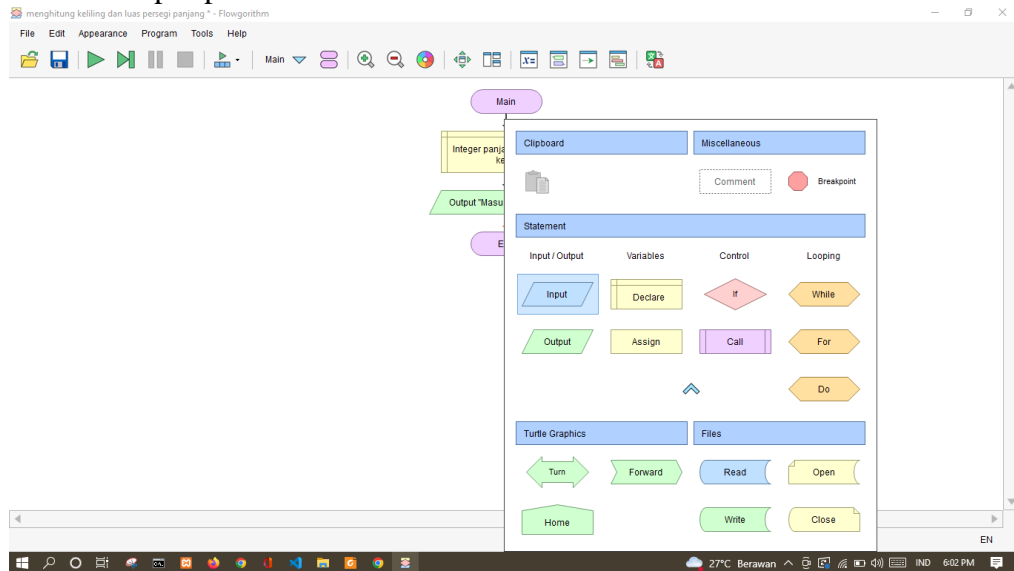 menghitung keliling dan luas persegi panjang * - Flowgorithm
File Edit Appearance Program Tools Help
Main
Main
Integer panja
ke
Output "Masu
E
Clipboard Miscellaneous
Comment Breakpoint
Statement
Input / Output Variables Control Looping
Input Declare If While
Output Assign Call For
Do
Turtle Graphics Files
Turn Forward Read Open
Home Write Close
EN
27°C Berawan IND 6:02 PM